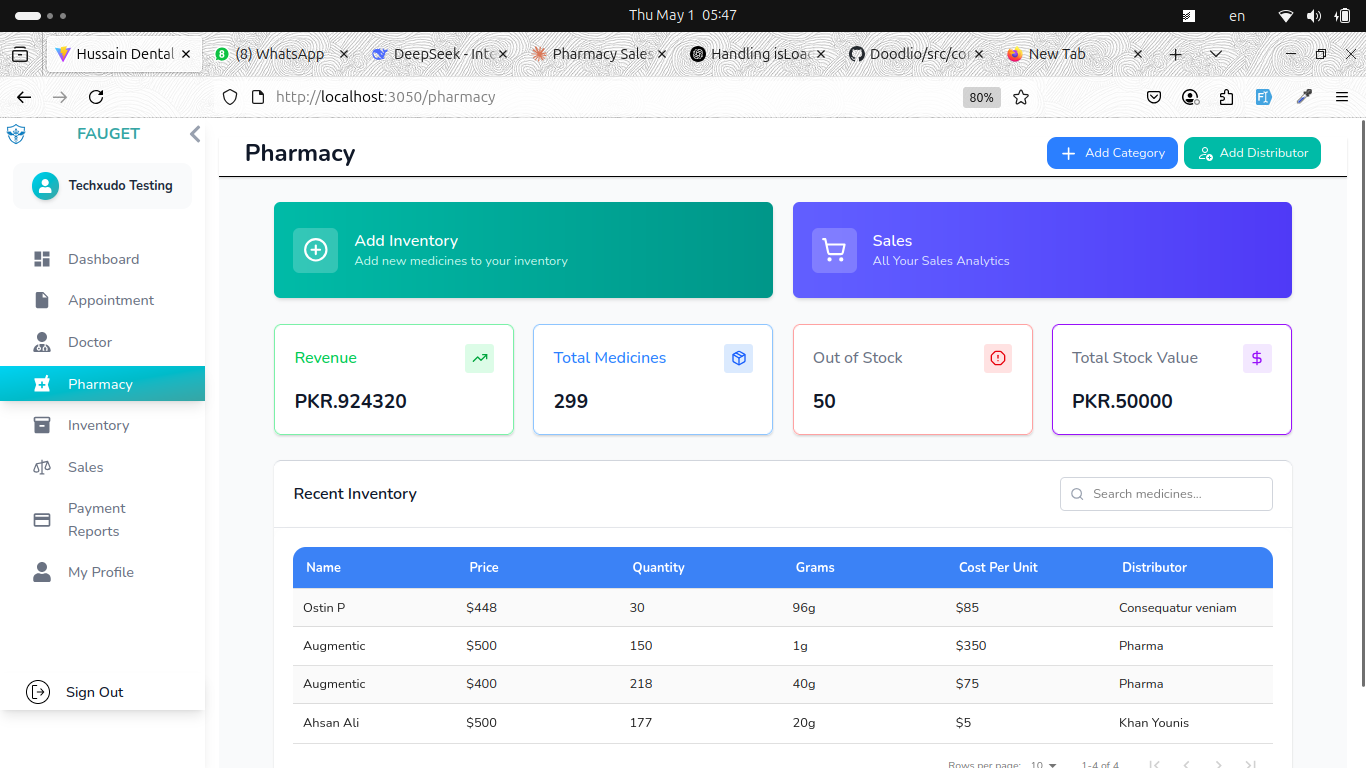 Thu May 1 05:47
en
Hussain Dental
(8) WhatsApp
DeepSeek - Into
Pharmacy Sales
Handling isLoad
Doodlio/src/co
New Tab
http://localhost:3050/pharmacy
80%
FAUGET
Techxudo Testing
Dashboard
Appointment
Doctor
Pharmacy
Inventory
Sales
Payment
Reports
My Profile
Sign Out
Pharmacy
Add Category
Add Distributor
Add Inventory
Add new medicines to your inventory
Sales
All Your Sales Analytics
Revenue
PKR.924320
Total Medicines
299
Out of Stock
50
Total Stock Value
PKR.50000
Recent Inventory
Search medicines...
Name Price Quantity Grams Cost Per Unit Distributor
Ostin P $448 30 96g $85 Consequatur veniam
Augmentic $500 150 1g $350 Pharma
Augmentic $400 218 40g $75 Pharma
Ahsan Ali $500 177 20g $5 Khan Younis
Rows per page: 10 1-4 of 4